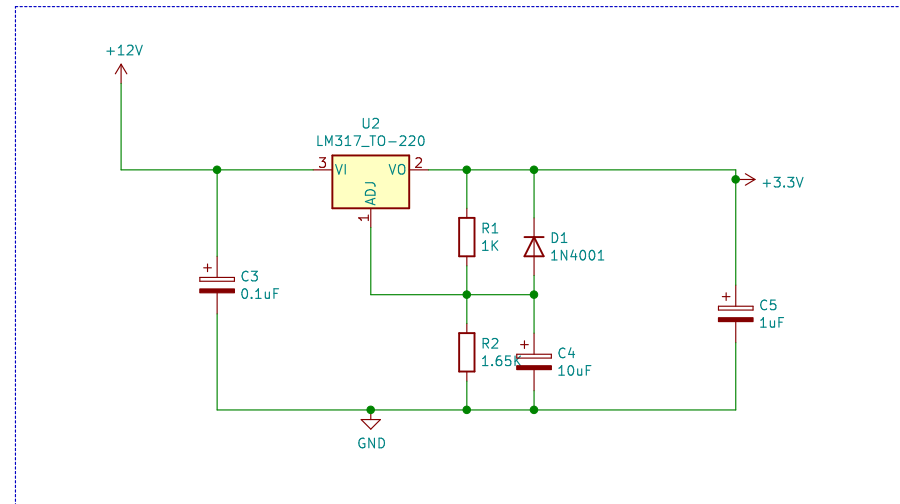 +12V
U2
LM317_TO-220
3 VI VO 2
ADJ
1
+3.3V
R1
1K
D1
1N4001
+ C3
0.1uF
+ C5
1uF
R2
1.65K
+ C4
10uF
GND